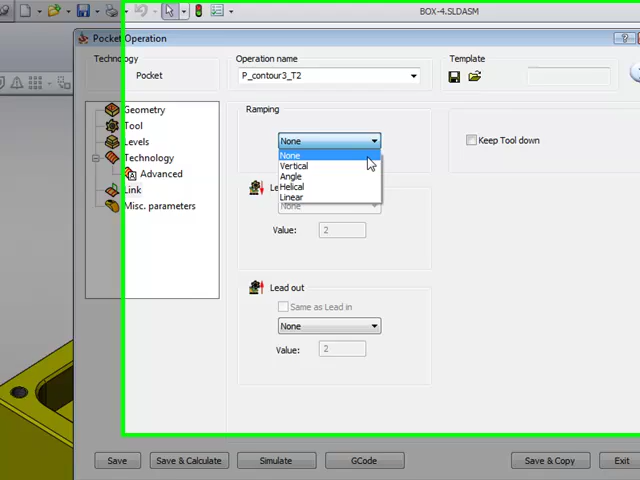 BOX-4.SLDASM
Pocket Operation
Technology
Pocket
Operation name
P_contour3_T2
Template
Geometry
Tool
Levels
Technology
Advanced
Link
Misc. parameters
Ramping
None
None
Vertical
Angle
Helical
Linear
Keep Tool down
Le
None
Value: 2
Lead out
Same as Lead in
None
Value: 2
Save
Save & Calculate
Simulate
GCode
Save & Copy
Exit